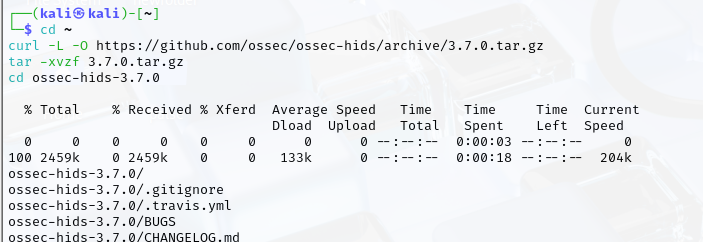 ┌──(kali㉿kali)-[~]
└─$ cd ~
curl -L -O https://github.com/ossec/ossec-hids/archive/3.7.0.tar.gz
tar -xvzf 3.7.0.tar.gz
cd ossec-hids-3.7.0
  % Total    % Received % Xferd  Average Speed   Time    Time     Time  Current
                                 Dload  Upload   Total   Spent    Left  Speed
  0     0    0     0    0     0      0      0 --:--:--  0:00:03 --:--:--     0
100 2459k    0 2459k    0     0   133k      0 --:--:--  0:00:18 --:--:--  204k
ossec-hids-3.7.0/
ossec-hids-3.7.0/.gitignore
ossec-hids-3.7.0/.travis.yml
ossec-hids-3.7.0/BUGS
ossec-hids-3.7.0/CHANGELOG.md